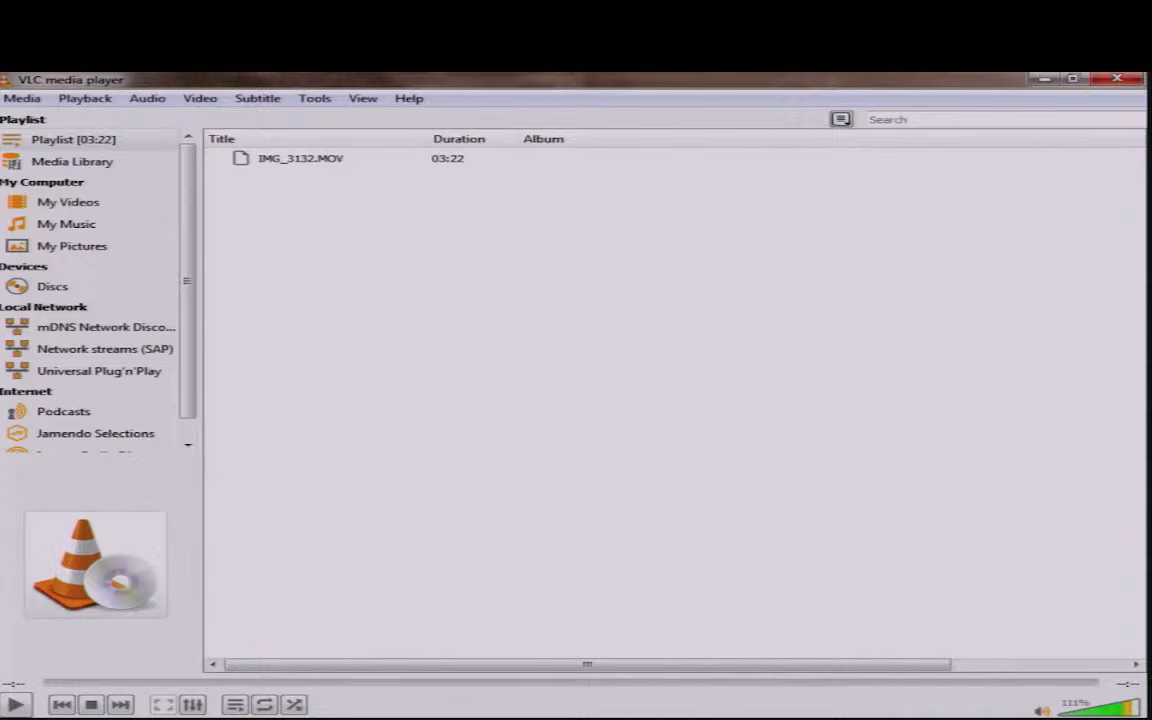 VLC media player
Media Playback Audio Video Subtitle Tools View Help
Playlist
Search
Playlist [03:22]
Media Library
My Computer
My Videos
My Music
My Pictures
Devices
Discs
Local Network
mDNS Network Disco...
Network streams (SAP)
Universal Plug'n'Play
Internet
Podcasts
Jamendo Selections
Title Duration Album
IMG_3132.MOV 03:22
--:-- --:--
111%